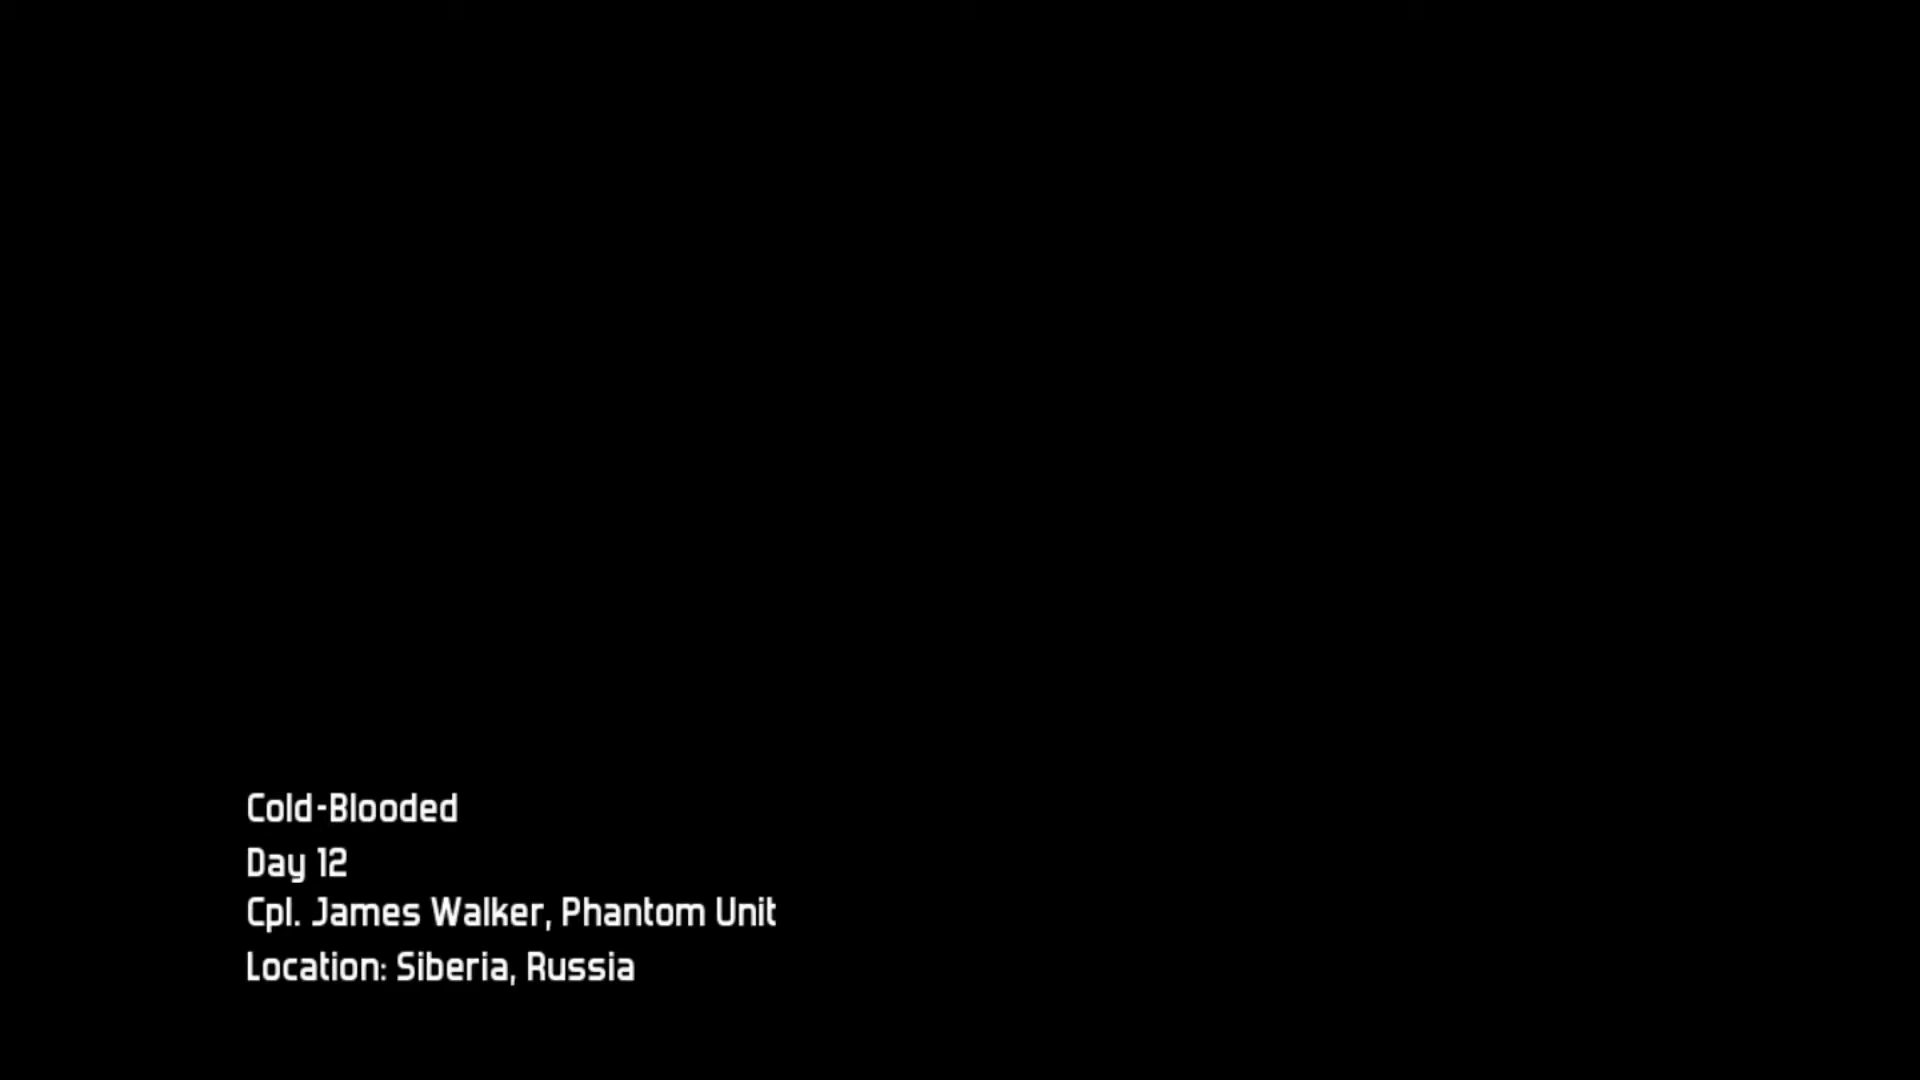 Cold-Blooded
Day 12
Cpl. James Walker, Phantom Unit
Location: Siberia, Russia